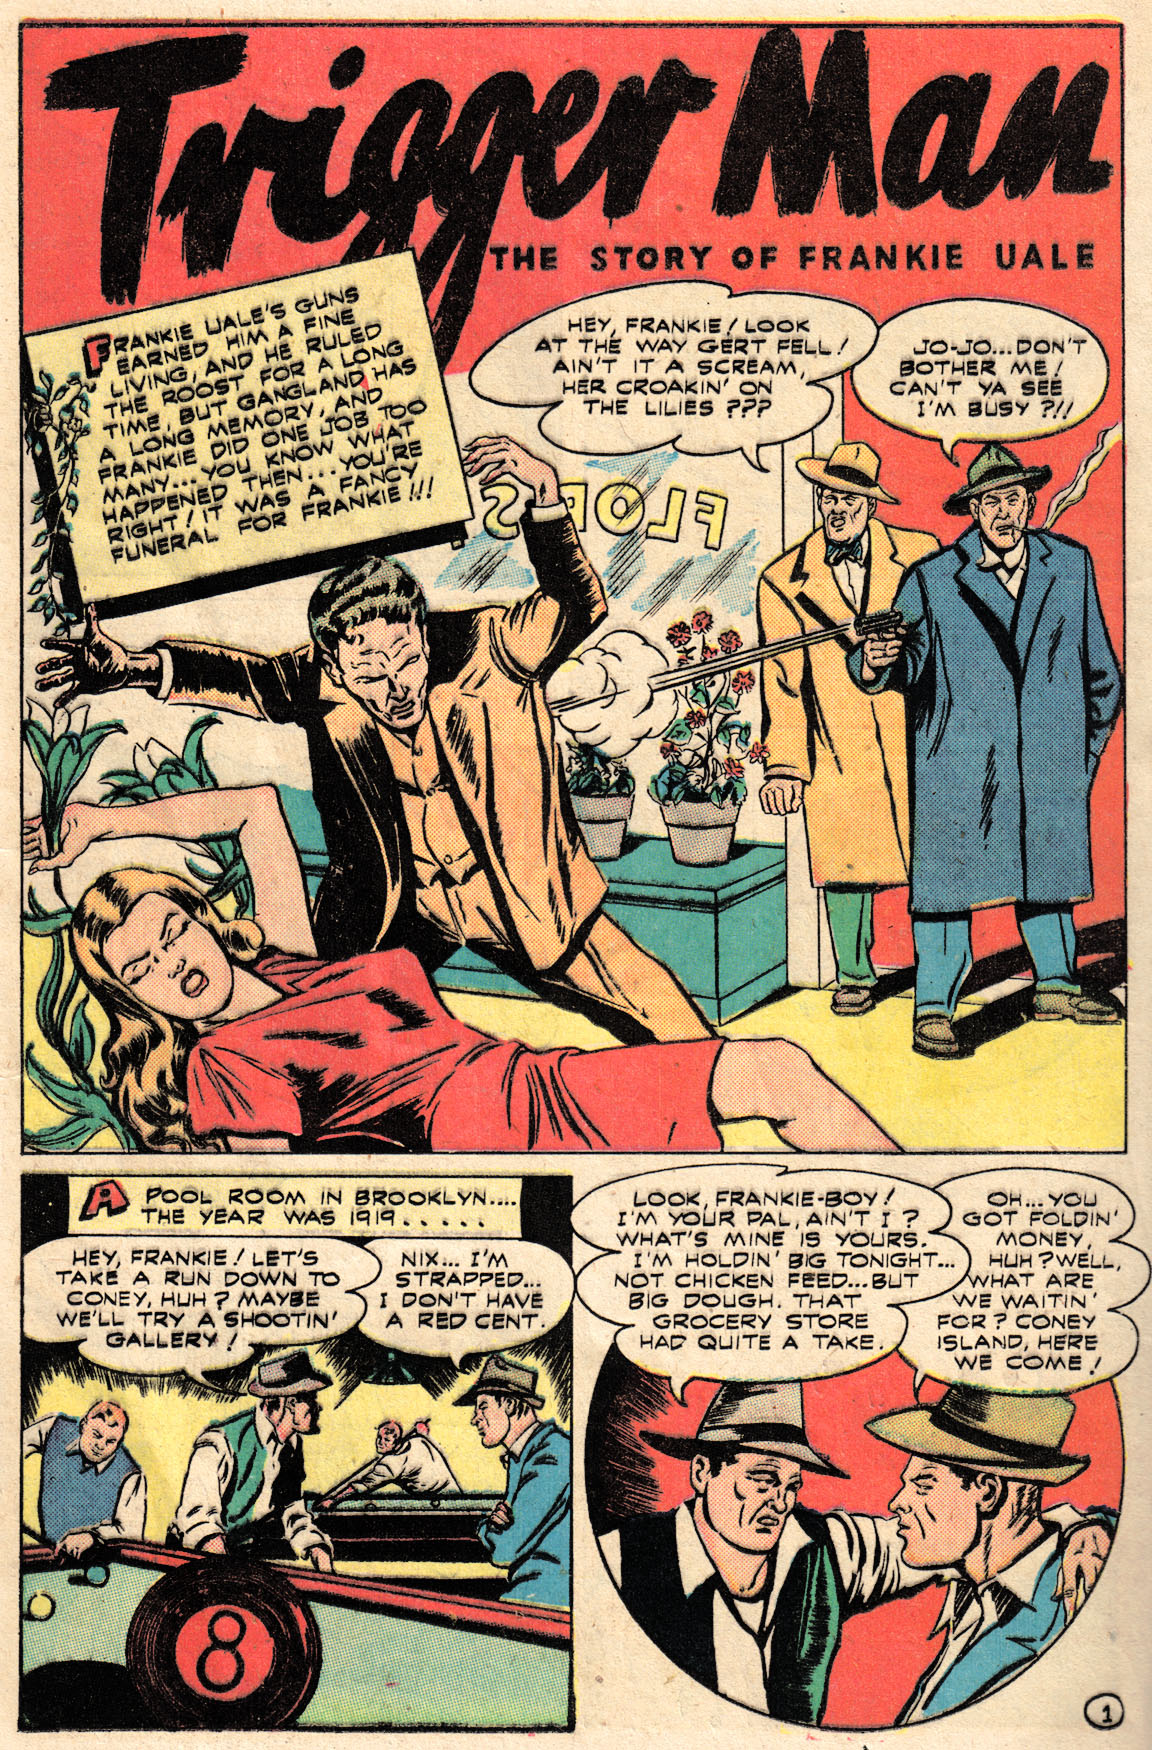 Trigger Man
THE STORY OF FRANKIE UALE
FRANKIE UALE'S GUNS
EARNED HIM A FINE
LIVING, AND HE RULED
THE ROOST FOR A LONG
TIME, BUT GANGLAND HAS
A LONG MEMORY, AND
FRANKIE DID ONE JOB TOO
MANY... YOU KNOW WHAT
HAPPENED THEN... YOU'RE
RIGHT! IT WAS A FANCY
FUNERAL FOR FRANKIE!!!
HEY, FRANKIE! LOOK
AT THE WAY GERT FELL!
AIN'T IT A SCREAM,
HER CROAKIN' ON
THE LILIES???
JO-JO...DON'T
BOTHER ME!
CAN'T YA SEE
I'M BUSY?!!
FLORS
A POOL ROOM IN BROOKLYN....
THE YEAR WAS 1919.....
HEY, FRANKIE! LET'S
TAKE A RUN DOWN TO
CONEY, HUH? MAYBE
WE'LL TRY A SHOOTIN'
GALLERY!
NIX... I'M
STRAPPED...
I DON'T HAVE
A RED CENT.
8
LOOK, FRANKIE-BOY!
I'M YOUR PAL, AIN'T I?
WHAT'S MINE IS YOURS.
I'M HOLDIN' BIG TONIGHT...
NOT CHICKEN FEED...BUT
BIG DOUGH. THAT
GROCERY STORE
HAD QUITE A TAKE.
OH...YOU
GOT FOLDIN'
MONEY,
HUH? WELL,
WHAT ARE
WE WAITIN'
FOR? CONEY
ISLAND, HERE
WE COME!
1